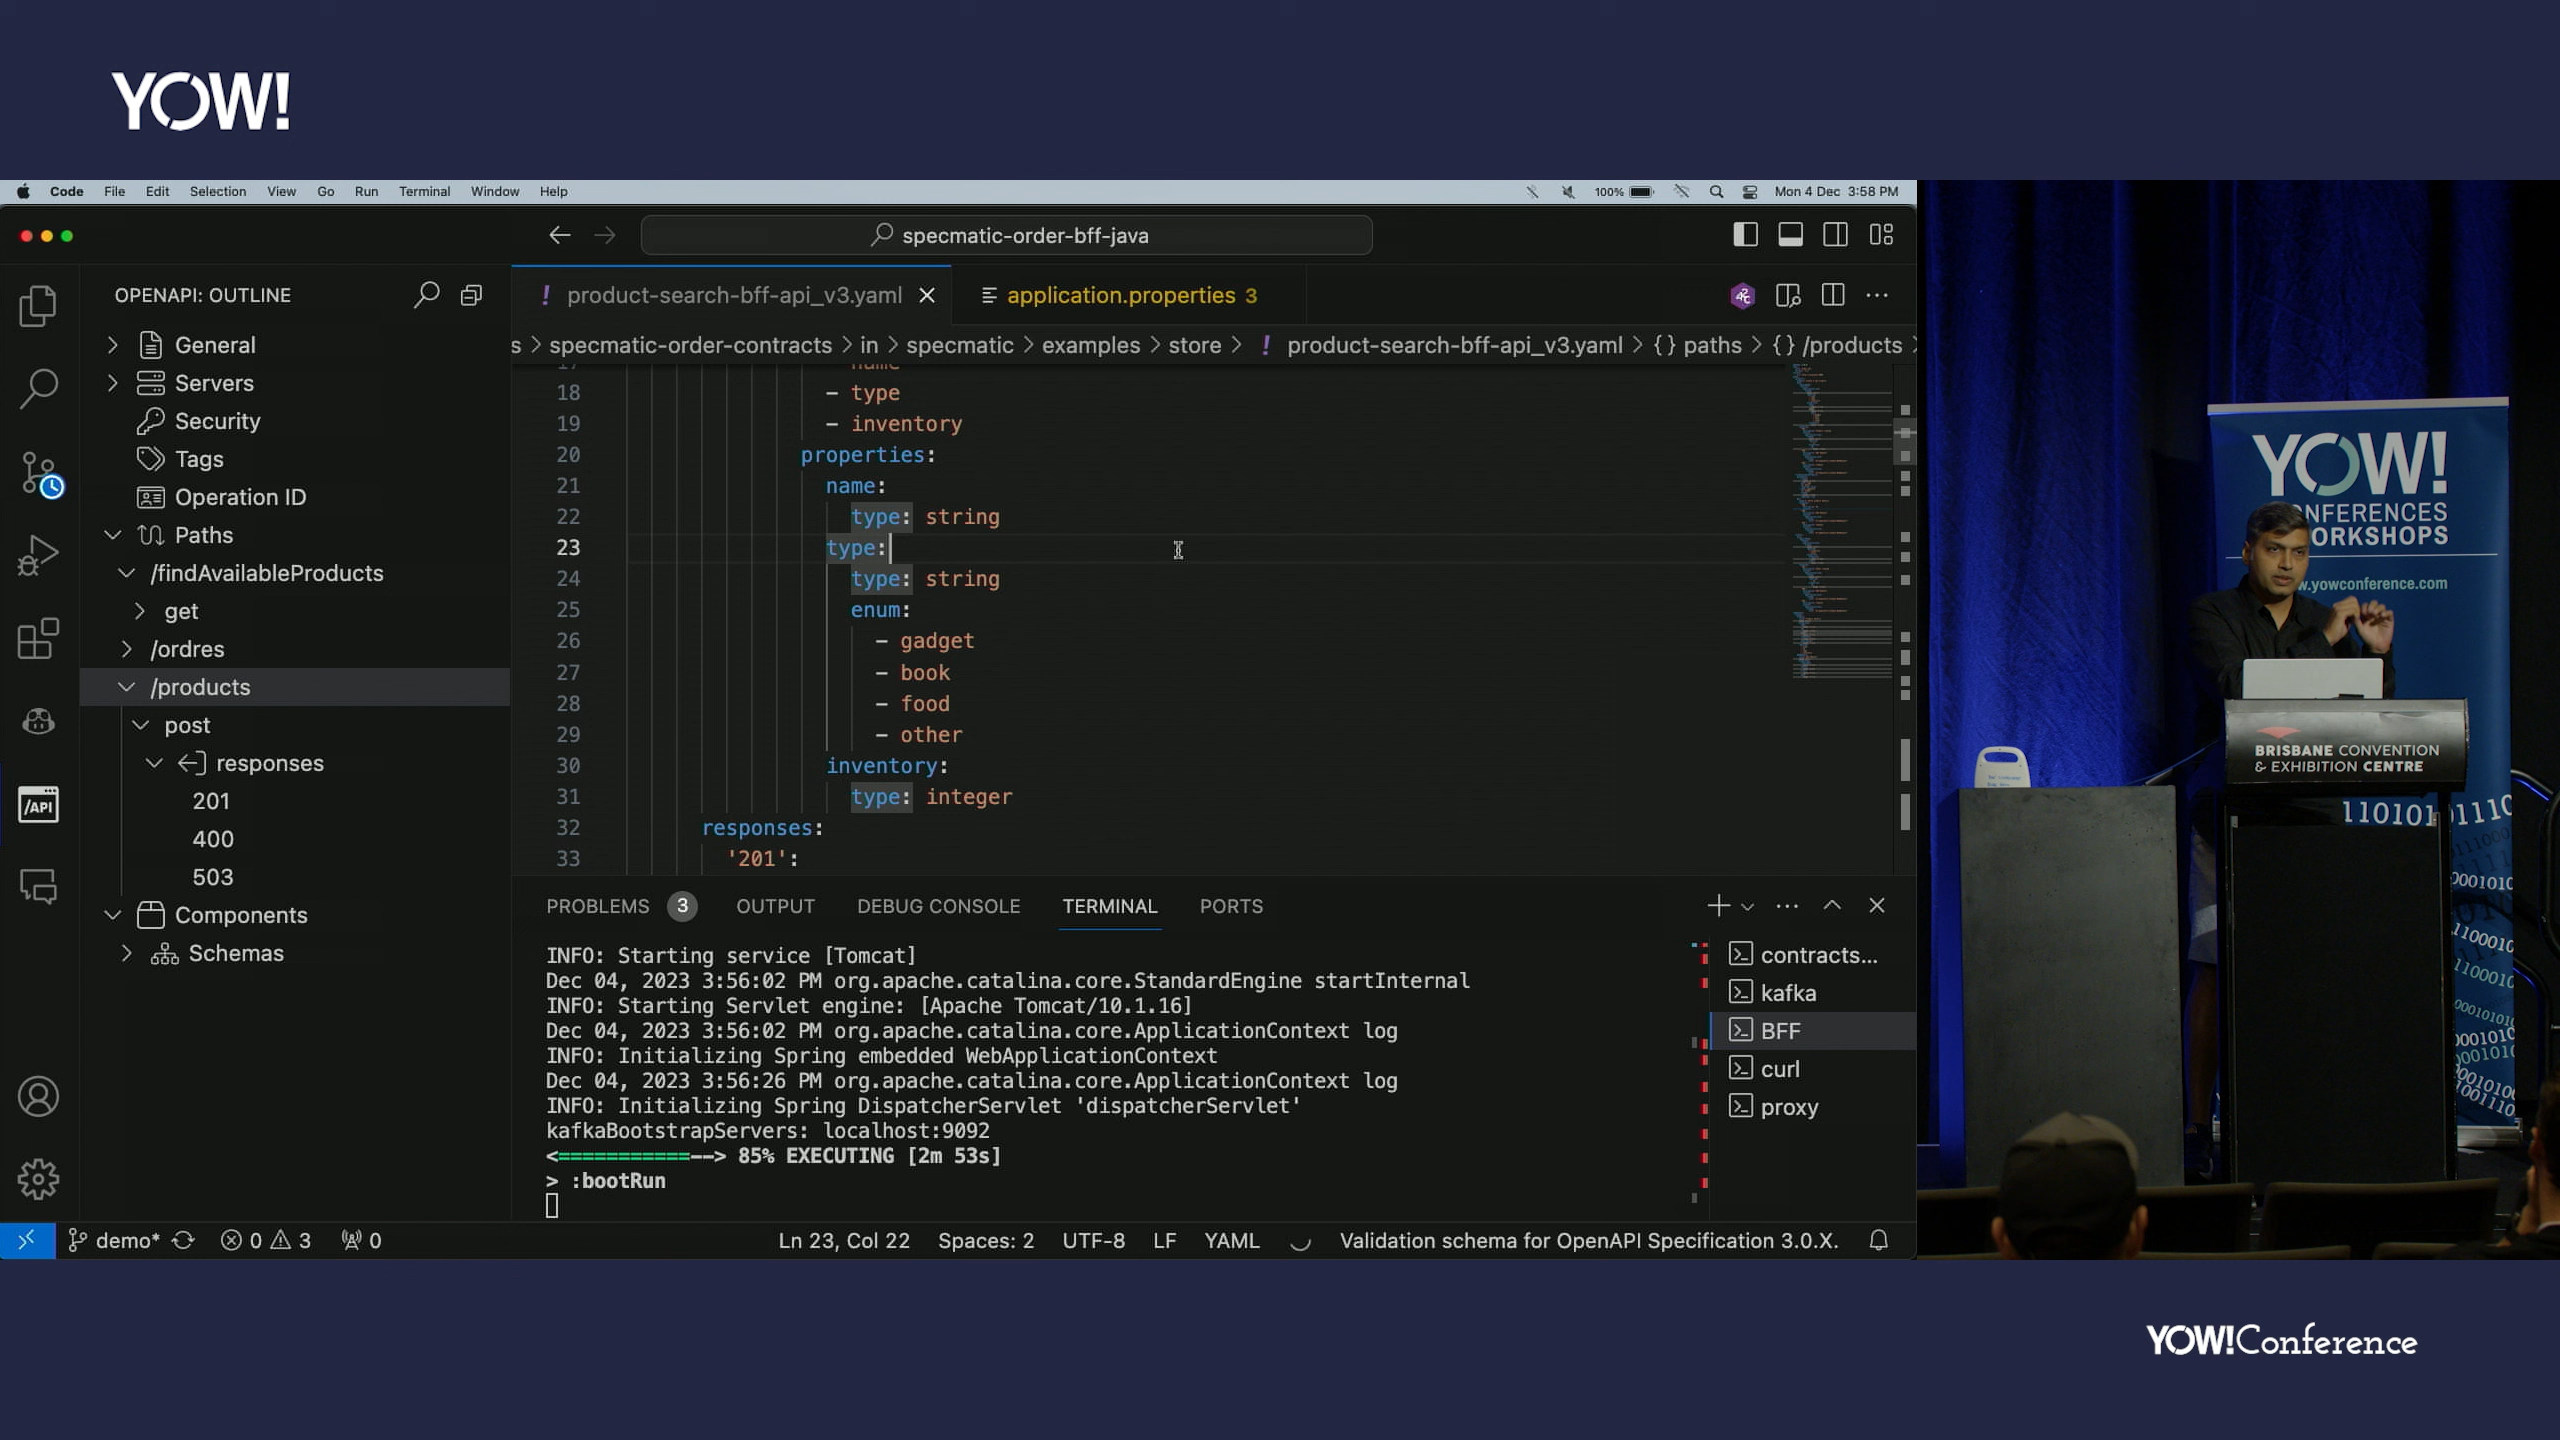 YOW!
Code File Edit Selection View Go Run Terminal Window Help
100% Mon 4 Dec 3:58 PM
specmatic-order-bff-java
OPENAPI: OUTLINE
General
Servers
Security
Tags
Operation ID
Paths
/findAvailableProducts
get
/ordres
/products
post
responses
201
400
503
Components
Schemas
product-search-bff-api_v3.yaml
application.properties 3
s > specmatic-order-contracts > in > specmatic > examples > store > ! product-search-bff-api_v3.yaml > {} paths > {} /products >
17 name
18 - type
19 - inventory
20 properties:
21 name:
22 type: string
23 type:
24 type: string
25 enum:
26 - gadget
27 - book
28 - food
29 - other
30 inventory:
31 type: integer
32 responses:
33 '201':
PROBLEMS 3 OUTPUT DEBUG CONSOLE TERMINAL PORTS
INFO: Starting service [Tomcat]
Dec 04, 2023 3:56:02 PM org.apache.catalina.core.StandardEngine startInternal
INFO: Starting Servlet engine: [Apache Tomcat/10.1.16]
Dec 04, 2023 3:56:02 PM org.apache.catalina.core.ApplicationContext log
INFO: Initializing Spring embedded WebApplicationContext
Dec 04, 2023 3:56:26 PM org.apache.catalina.core.ApplicationContext log
INFO: Initializing Spring DispatcherServlet 'dispatcherServlet'
kafkaBootstrapServers: localhost:9092
<===========--> 85% EXECUTING [2m 53s]
> :bootRun
contracts...
kafka
BFF
curl
proxy
demo* 0 3 0
Ln 23, Col 22 Spaces: 2 UTF-8 LF YAML Validation schema for OpenAPI Specification 3.0.X.
YOW!
NFERENCES
ORKSHOPS
w.yowconference.com
BRISBANE CONVENTION
& EXHIBITION CENTRE
YOW!Conference